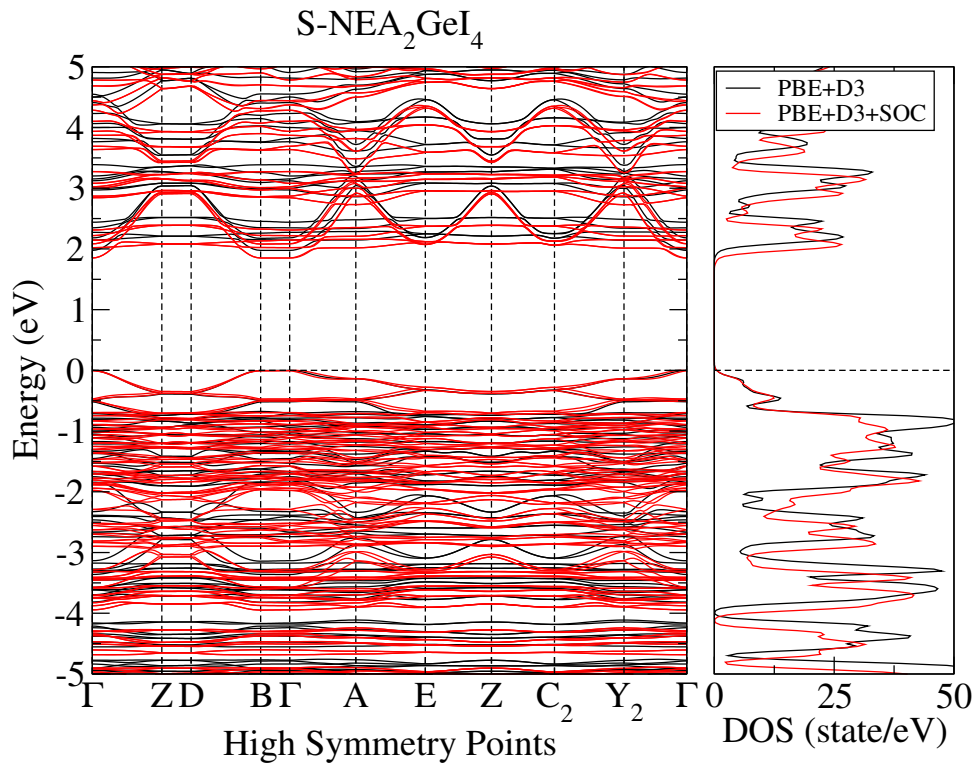 S-NEA₂GeI₄
Energy (eV)
5
4
3
2
1
0
-1
-2
-3
-4
-5
Γ Z D B Γ A E Z C₂ Y₂ Γ
High Symmetry Points
PBE+D3
PBE+D3+SOC
0 25 50
DOS (state/eV)